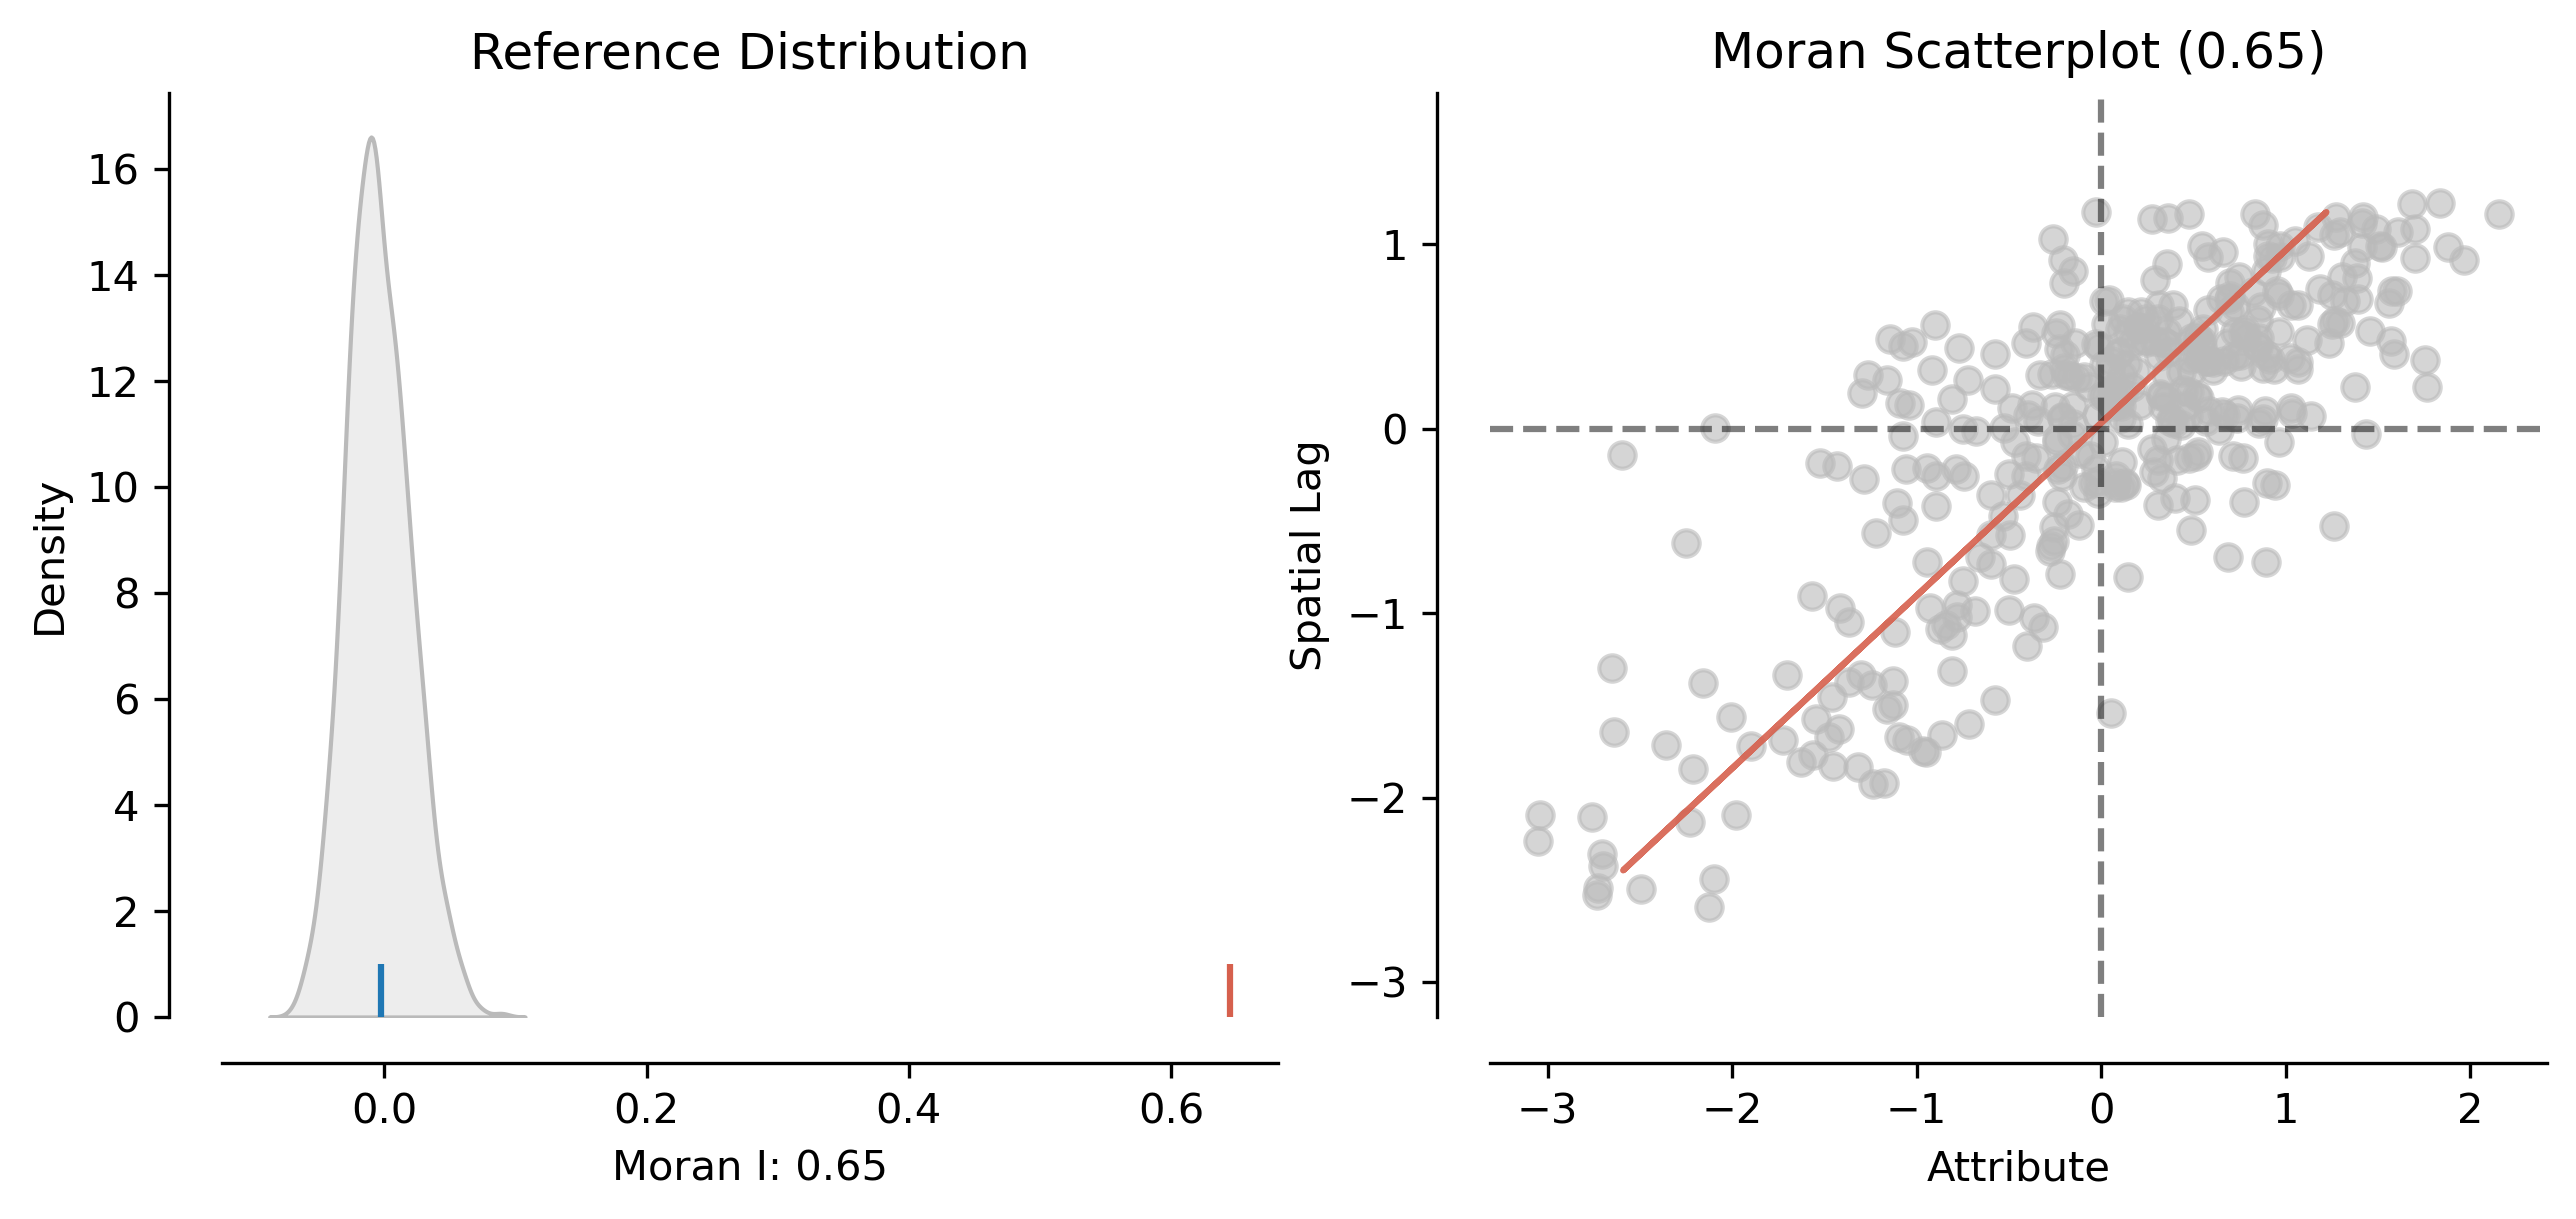 Reference Distribution
16
14
12
10
8
6
4
2
0
Density
0.0 0.2 0.4 0.6
Moran I: 0.65
Moran Scatterplot (0.65)
1
0
−1
−2
−3
Spatial Lag
−3 −2 −1 0 1 2
Attribute